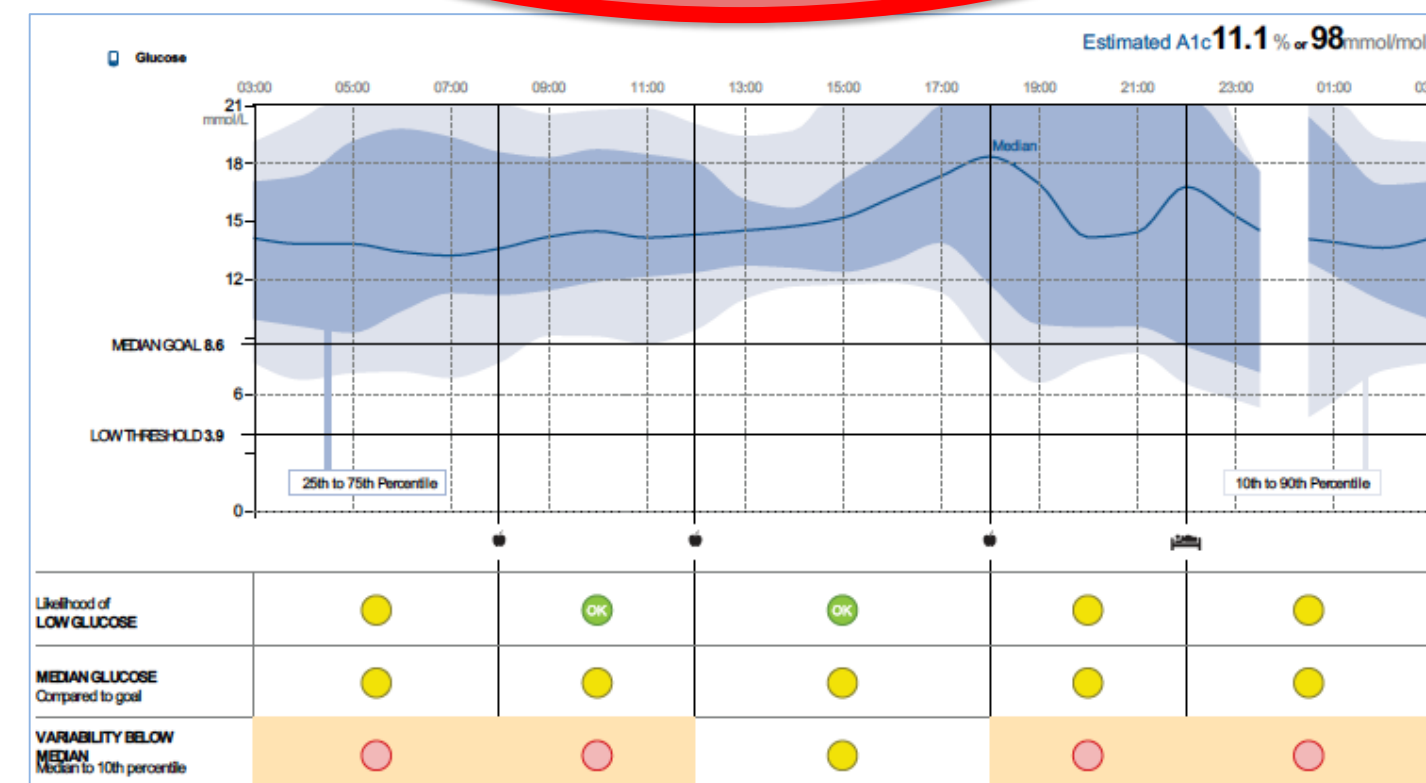 Estimated A1c 11.1 % or 98 mmol/mol
Glucose
03:00 05:00 07:00 09:00 11:00 13:00 15:00 17:00 19:00 21:00 23:00 01:00
21
mmol/L
Median
18
15
12
MEDIAN GOAL 8.6
6
LOW THRESHOLD 3.9
25th to 75th Percentile
10th to 90th Percentile
0
Likelihood of
LOW GLUCOSE
OK OK
MEDIAN GLUCOSE
Compared to goal
VARIABILITY BELOW
MEDIAN
Median to 10th percentile